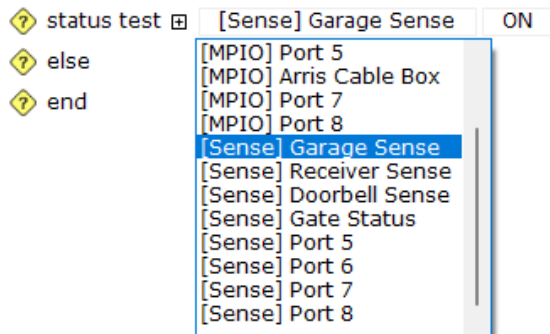 status test [Sense] Garage Sense ON
else
end
[MPIO] Port 5
[MPIO] Arris Cable Box
[MPIO] Port 7
[MPIO] Port 8
[Sense] Garage Sense
[Sense] Receiver Sense
[Sense] Doorbell Sense
[Sense] Gate Status
[Sense] Port 5
[Sense] Port 6
[Sense] Port 7
[Sense] Port 8